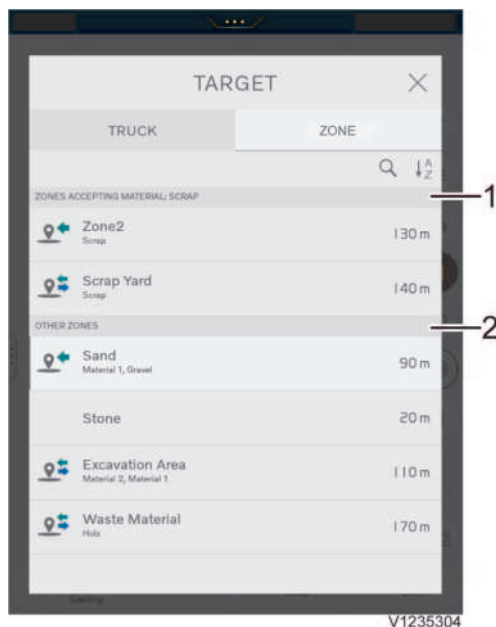 TARGET
TRUCK ZONE
A
Z
ZONES ACCEPTING MATERIAL: SCRAP
1
Zone2
Scrap
130 m
Scrap Yard
Scrap
140 m
OTHER ZONES
2
Sand
Material 1, Gravel
90 m
Stone
20 m
Excavation Area
Material 2, Material 1
110 m
Waste Material
Holz
170 m
V1235304